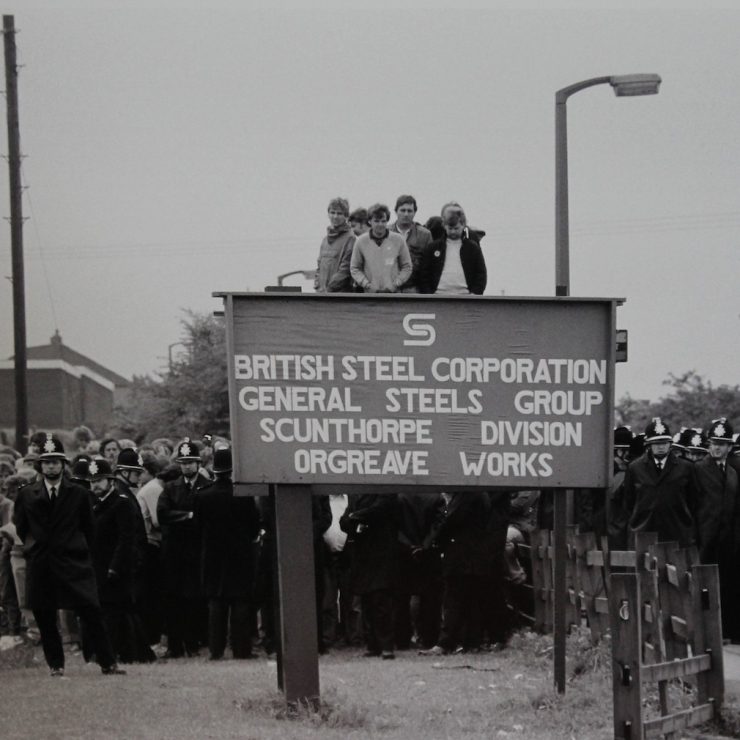 BRITISH STEEL CORPORATION
GENERAL STEELS GROUP
SCUNTHORPE DIVISION
ORGREAVE WORKS